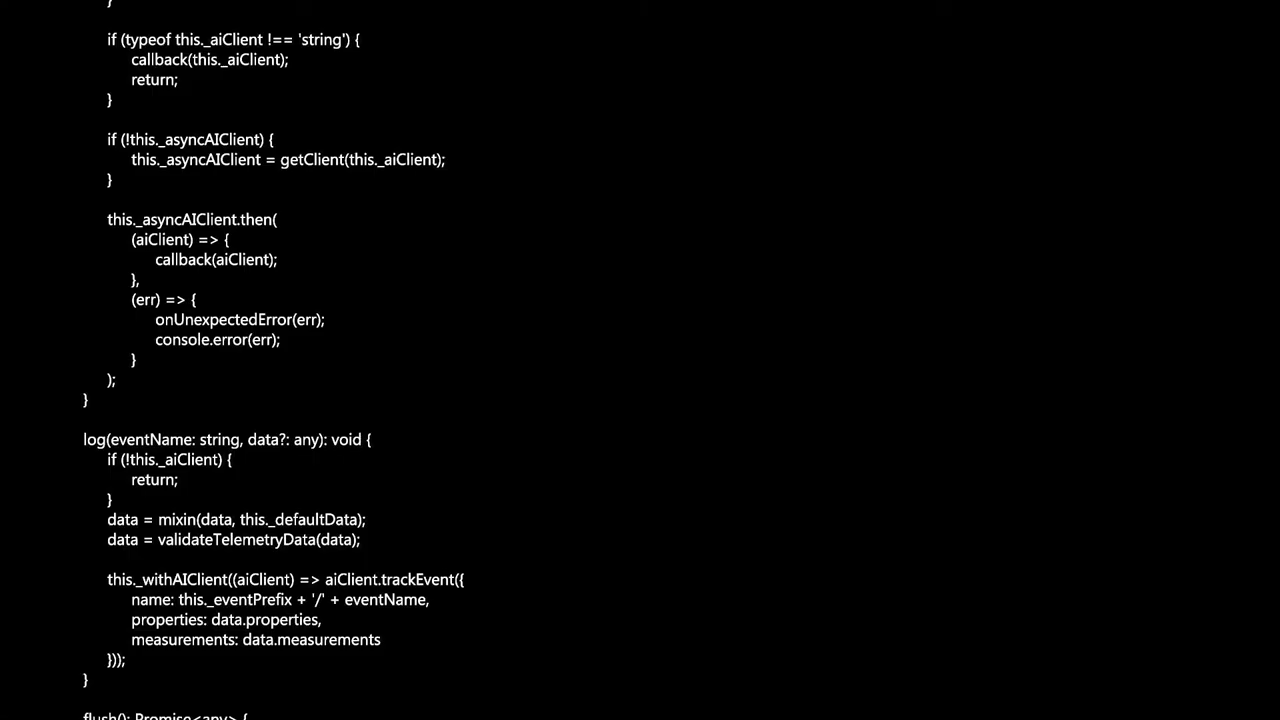 }
if (typeof this._aiClient !== 'string') {
callback(this._aiClient);
return;
}
if (!this._asyncAIClient) {
this._asyncAIClient = getClient(this._aiClient);
}
this._asyncAIClient.then(
(aiClient) => {
callback(aiClient);
},
(err) => {
onUnexpectedError(err);
console.error(err);
}
);
}
log(eventName: string, data?: any): void {
if (!this._aiClient) {
return;
}
data = mixin(data, this._defaultData);
data = validateTelemetryData(data);
this._withAIClient((aiClient) => aiClient.trackEvent({
name: this._eventPrefix + '/' + eventName,
properties: data.properties,
measurements: data.measurements
}));
}
flush(): Promise<any> {